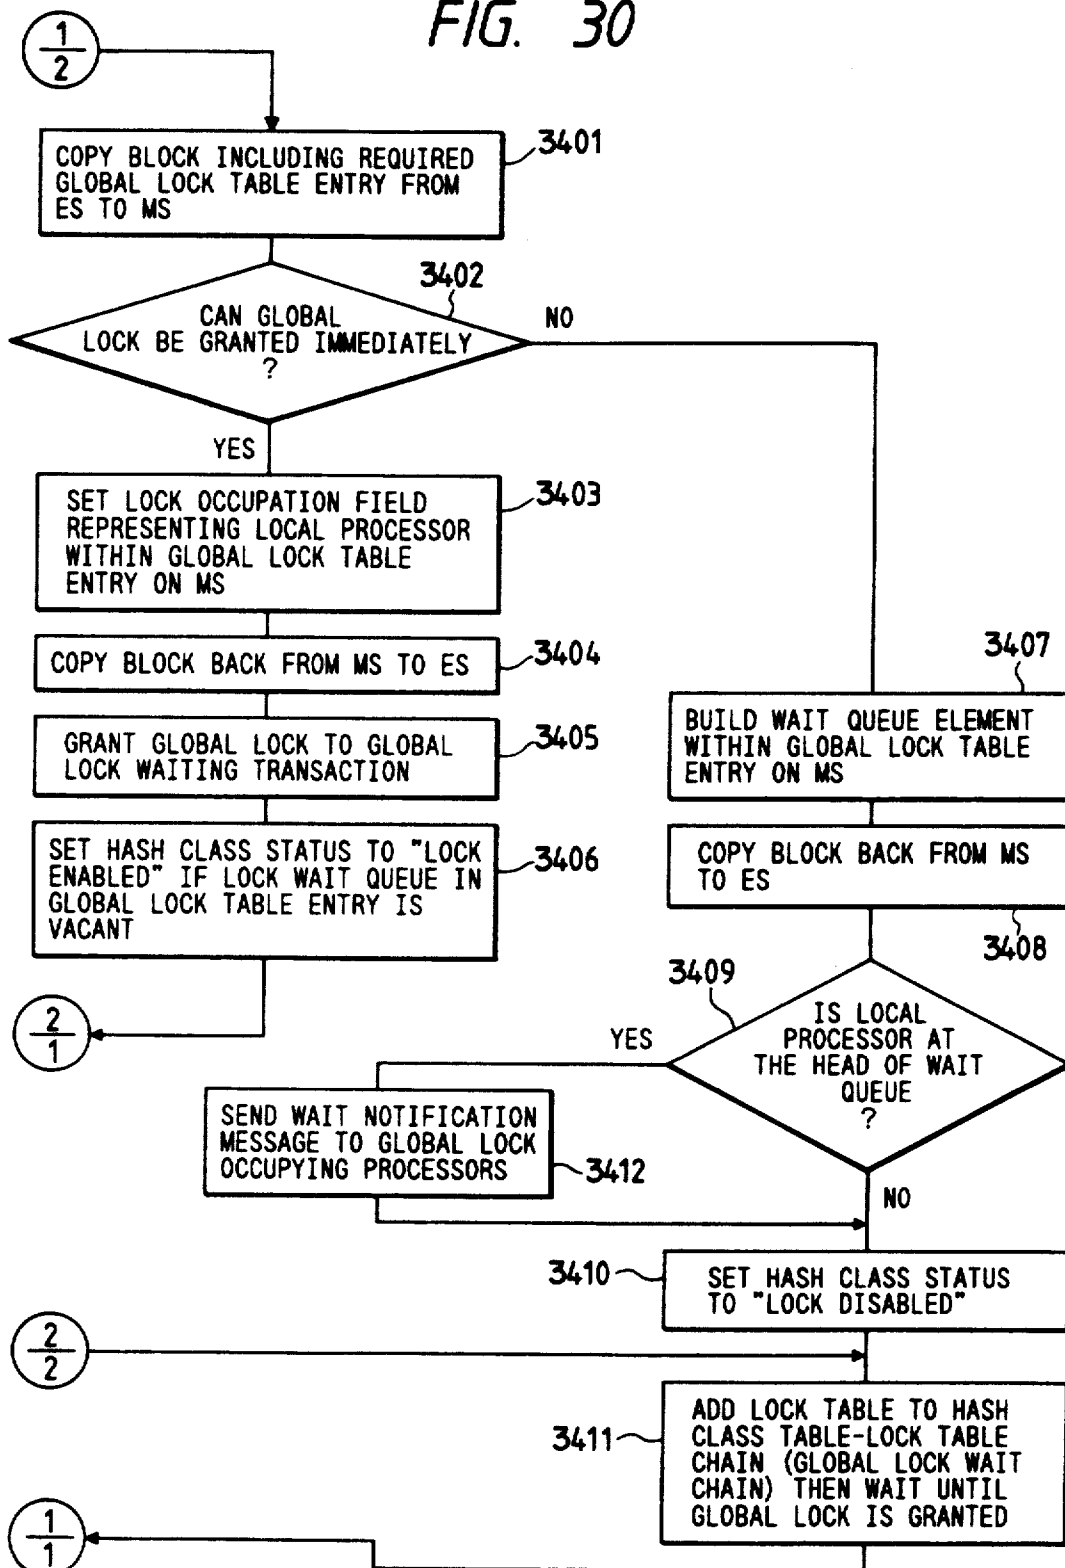 FIG. 30
1
2
3401
COPY BLOCK INCLUDING REQUIRED
GLOBAL LOCK TABLE ENTRY FROM
ES TO MS
3402
CAN GLOBAL
LOCK BE GRANTED IMMEDIATELY
?
NO
YES
3403
SET LOCK OCCUPATION FIELD
REPRESENTING LOCAL PROCESSOR
WITHIN GLOBAL LOCK TABLE
ENTRY ON MS
COPY BLOCK BACK FROM MS TO ES
3404
GRANT GLOBAL LOCK TO GLOBAL
LOCK WAITING TRANSACTION
3405
SET HASH CLASS STATUS TO "LOCK
ENABLED" IF LOCK WAIT QUEUE IN
GLOBAL LOCK TABLE ENTRY IS
VACANT
3406
2
1
3407
BUILD WAIT QUEUE ELEMENT
WITHIN GLOBAL LOCK TABLE
ENTRY ON MS
COPY BLOCK BACK FROM MS
TO ES
3408
3409
IS LOCAL
PROCESSOR AT
THE HEAD OF WAIT
QUEUE
?
YES
SEND WAIT NOTIFICATION
MESSAGE TO GLOBAL LOCK
OCCUPYING PROCESSORS
3412
NO
3410
SET HASH CLASS STATUS
TO "LOCK DISABLED"
2
2
3411
ADD LOCK TABLE TO HASH
CLASS TABLE-LOCK TABLE
CHAIN (GLOBAL LOCK WAIT
CHAIN) THEN WAIT UNTIL
GLOBAL LOCK IS GRANTED
1
1